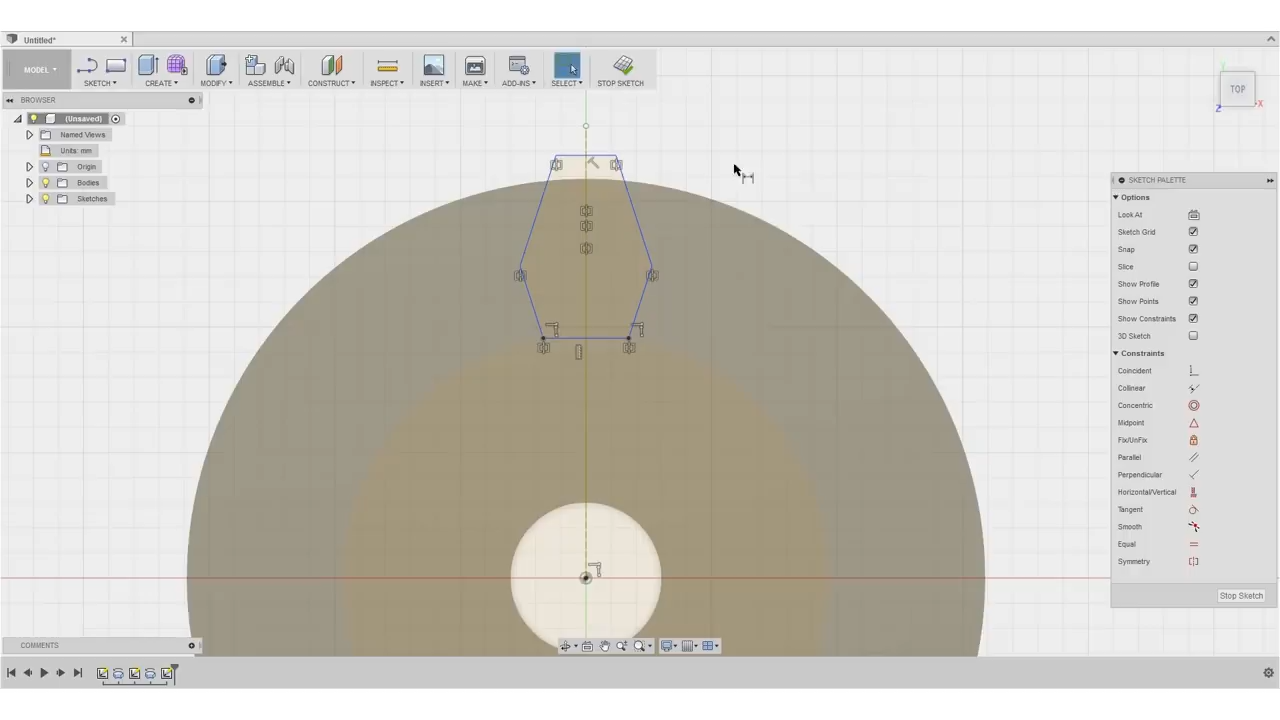 Untitled*
MODEL
SKETCH
CREATE
MODIFY
ASSEMBLE
CONSTRUCT
INSPECT
INSERT
MAKE
ADD-INS
SELECT
STOP SKETCH
BROWSER
(Unsaved)
Named Views
Units: mm
Origin
Bodies
Sketches
TOP
Y
X
Z
SKETCH PALETTE
Options
Look At
Sketch Grid
Snap
Slice
Show Profile
Show Points
Show Constraints
3D Sketch
Constraints
Coincident
Collinear
Concentric
Midpoint
Fix/UnFix
Parallel
Perpendicular
Horizontal/Vertical
Tangent
Smooth
Equal
Symmetry
Stop Sketch
COMMENTS